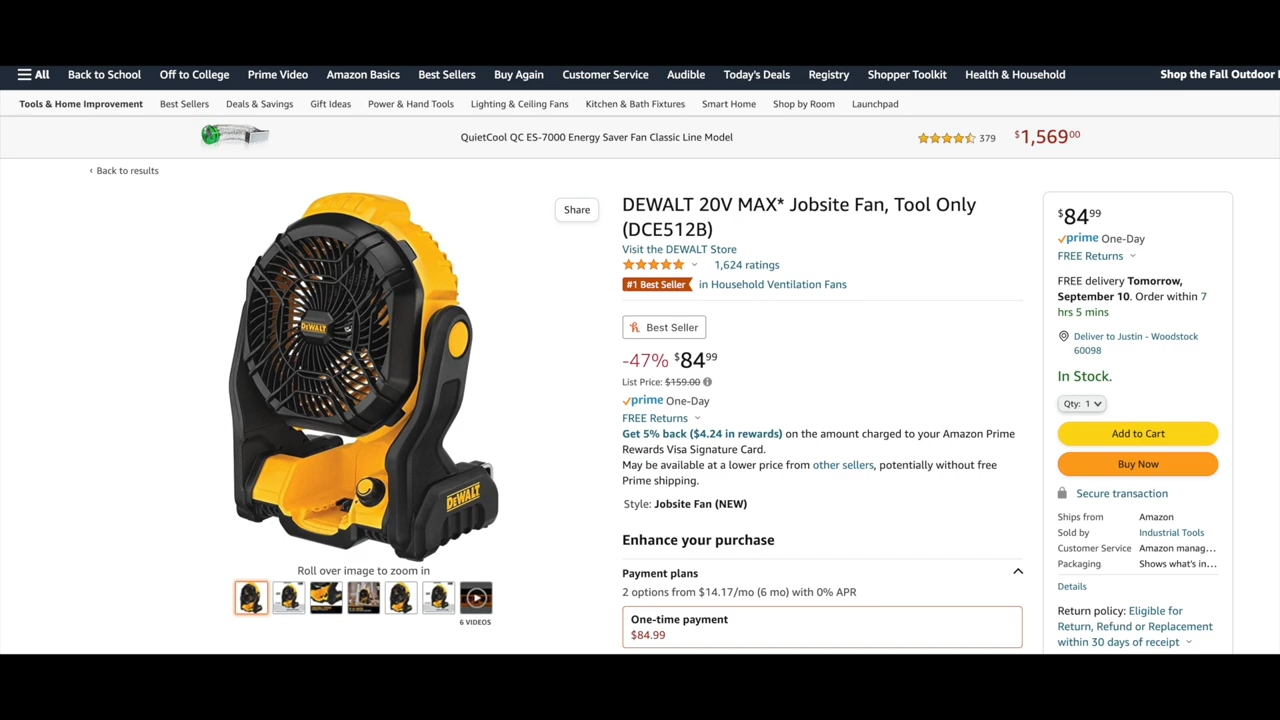 All
Back to School
Off to College
Prime Video
Amazon Basics
Best Sellers
Buy Again
Customer Service
Audible
Today's Deals
Registry
Shopper Toolkit
Health & Household
Shop the Fall Outdoor
Tools & Home Improvement
Best Sellers
Deals & Savings
Gift Ideas
Power & Hand Tools
Lighting & Ceiling Fans
Kitchen & Bath Fixtures
Smart Home
Shop by Room
Launchpad
QuietCool QC ES-7000 Energy Saver Fan Classic Line Model
379
$1,569.00
‹ Back to results
DEWALT
DEWALT
Roll over image to zoom in
6 VIDEOS
Share
DEWALT 20V MAX* Jobsite Fan, Tool Only
(DCE512B)
Visit the DEWALT Store
1,624 ratings
#1 Best Seller in Household Ventilation Fans
Best Seller
-47% $84.99
List Price: $159.00
prime One-Day
FREE Returns
Get 5% back ($4.24 in rewards) on the amount charged to your Amazon Prime
Rewards Visa Signature Card.
May be available at a lower price from other sellers, potentially without free
Prime shipping.
Style: Jobsite Fan (NEW)
Enhance your purchase
Payment plans
2 options from $14.17/mo (6 mo) with 0% APR
One-time payment
$84.99
$84.99
prime One-Day
FREE Returns
FREE delivery Tomorrow,
September 10. Order within 7
hrs 5 mins
Deliver to Justin - Woodstock
60098
In Stock.
Qty: 1
Add to Cart
Buy Now
Secure transaction
Ships from Amazon
Sold by Industrial Tools
Customer Service Amazon manag...
Packaging Shows what's in...
Details
Return policy: Eligible for
Return, Refund or Replacement
within 30 days of receipt